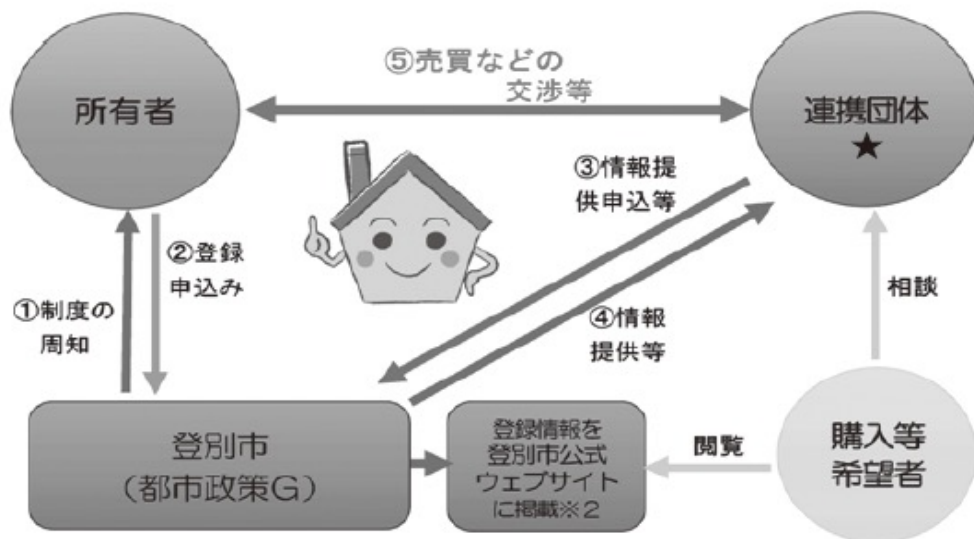 ⑤売買などの
交渉等
所有者
連携団体
★
③情報提
供申込等
②登録
申込み
①制度の
周知
④情報
提供等
相談
登別市
（都市政策G）
登録情報を
登別市公式
ウェブサイト
に掲載※2
閲覧
購入等
希望者